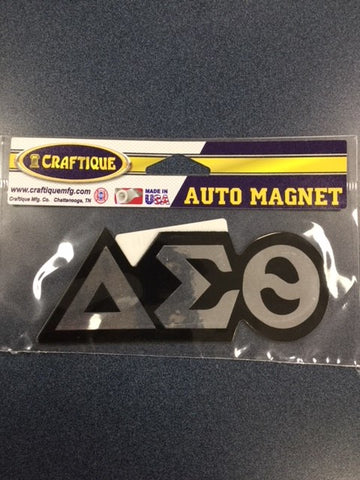 CRAFTIQUE
www.craftiquemfg.com
Craftique Mfg. Co. Chattanooga, TN
MADE IN
USA
AUTO MAGNET
ΔΣΘ